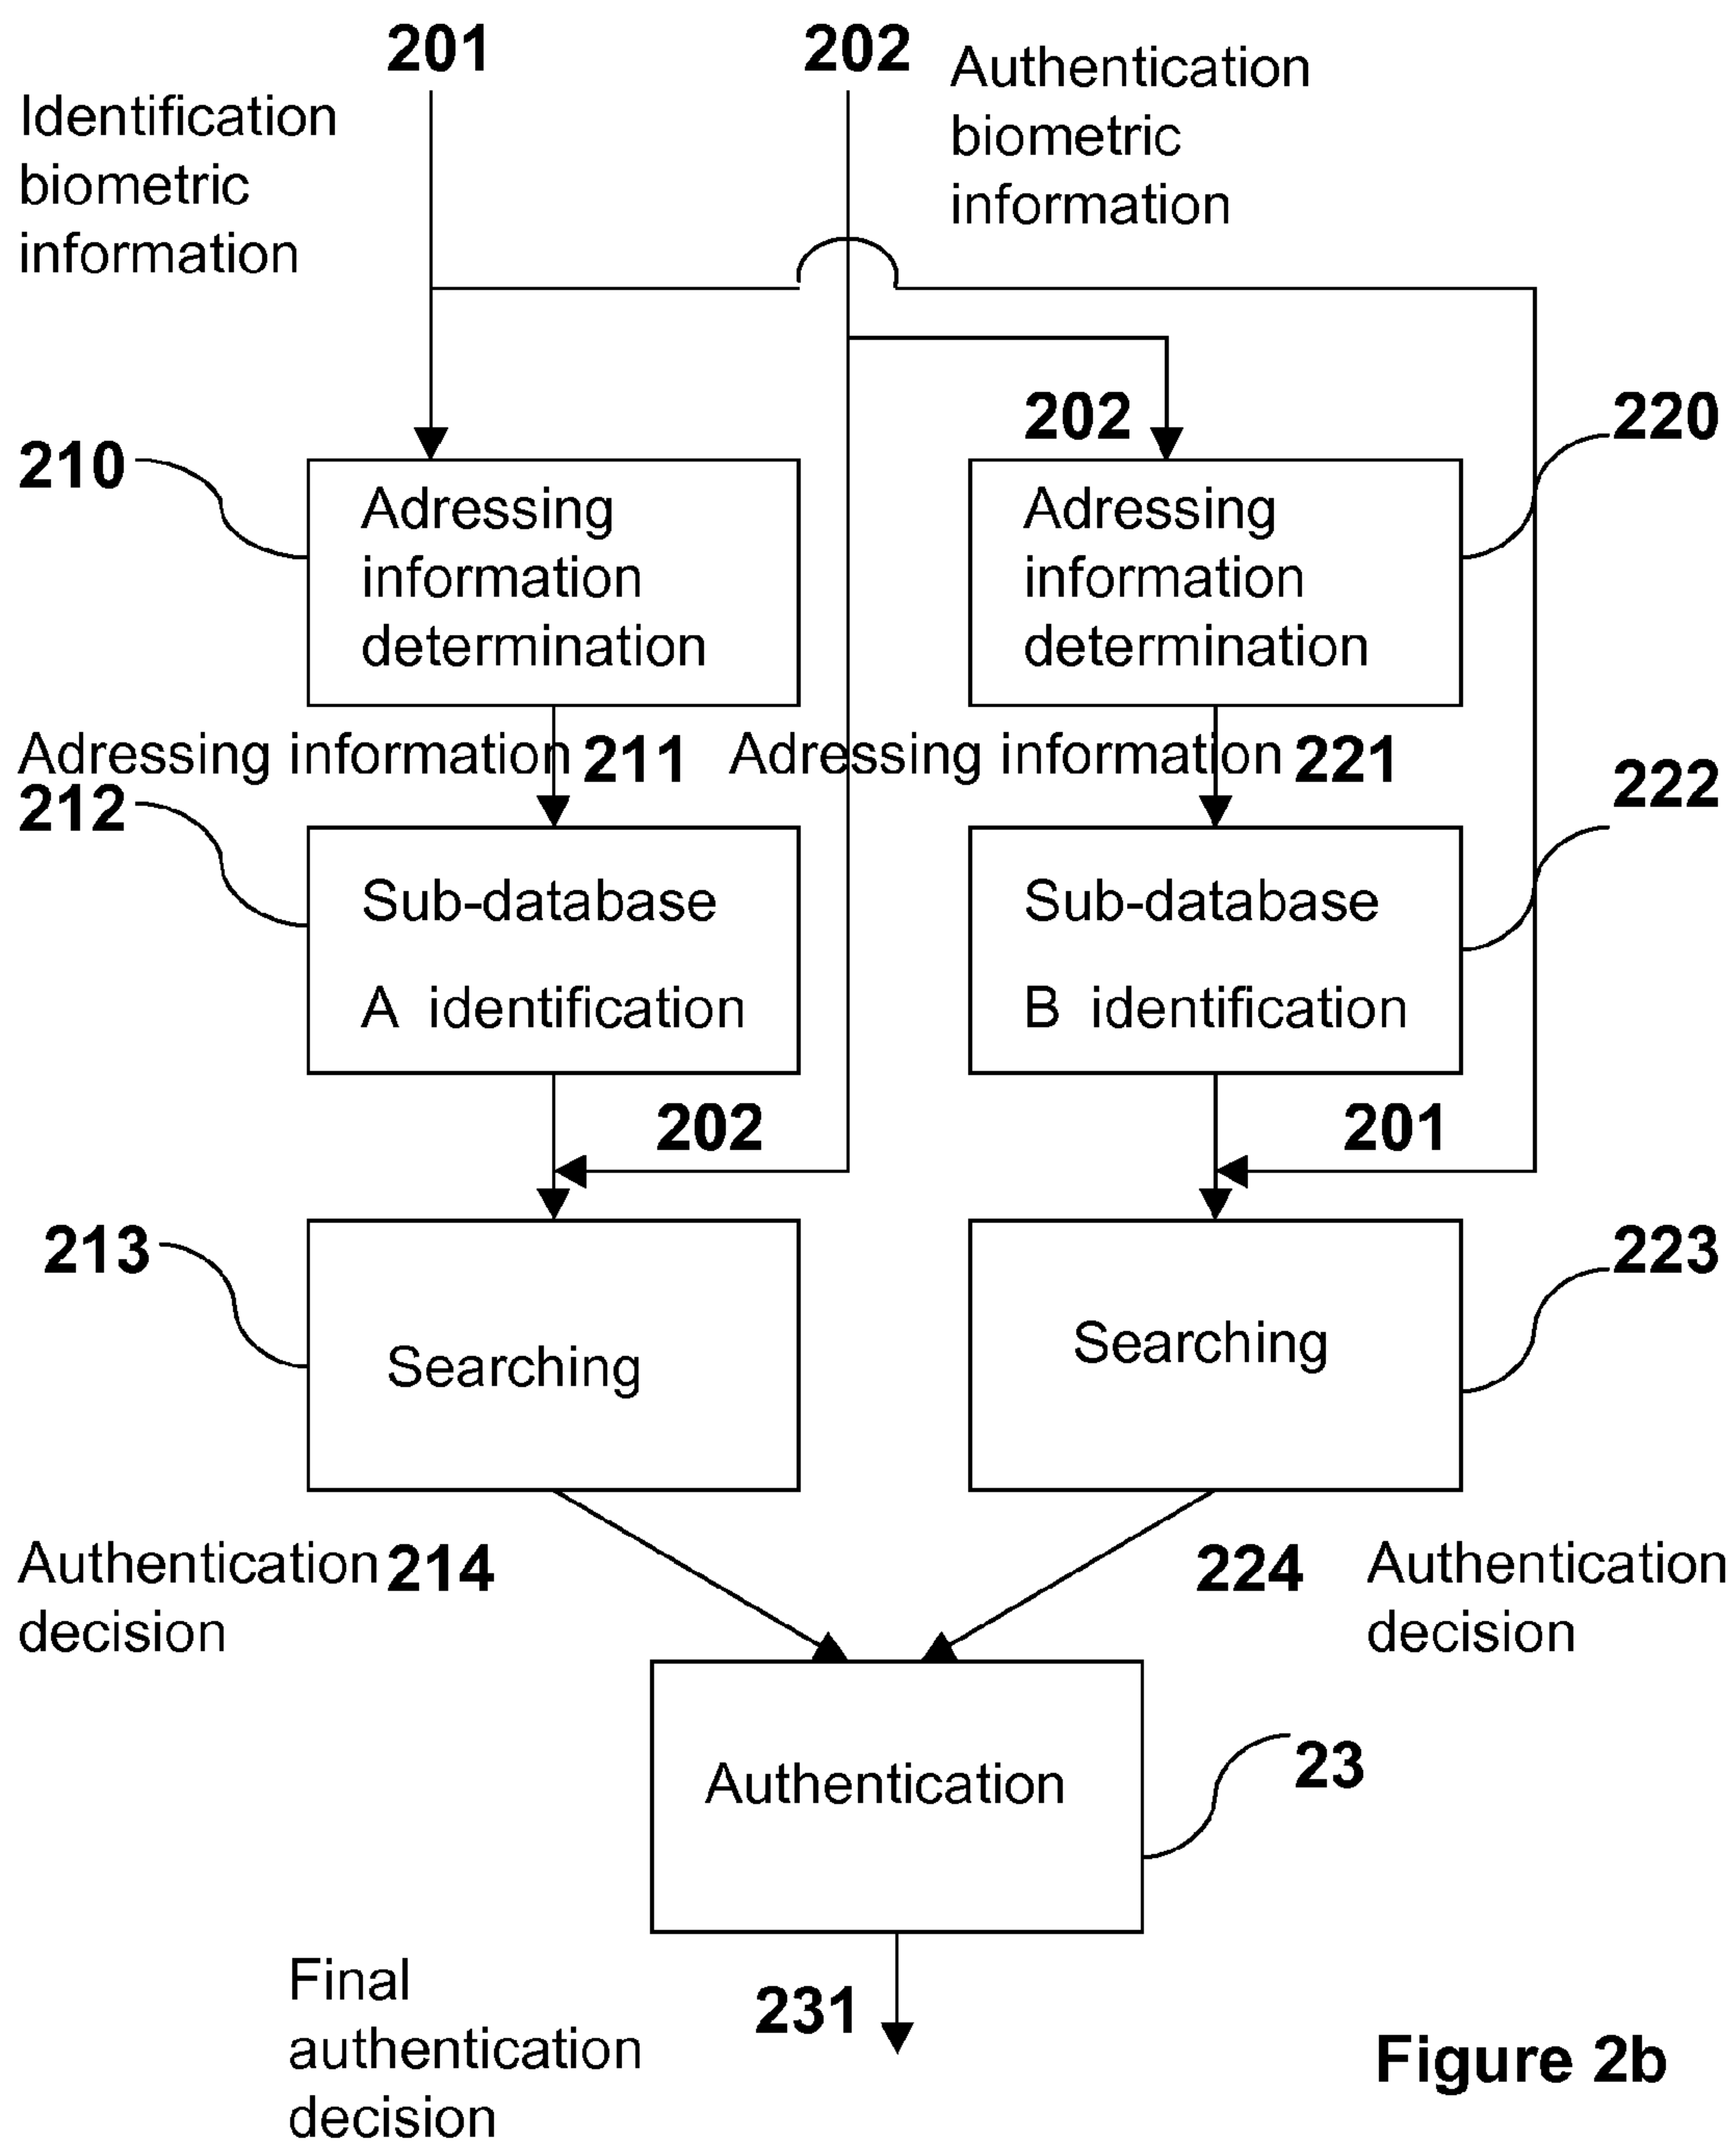 201
202
Authentication
biometric
information
Identification
biometric
information
202
220
210
Adressing
information
determination
Adressing
information
determination
Adressing information 211
Adressing information 221
212
222
Sub-database
A identification
Sub-database
B identification
202
201
213
223
Searching
Searching
Authentication 214
decision
224 Authentication
decision
Authentication
23
Final
authentication
decision
231
Figure 2b